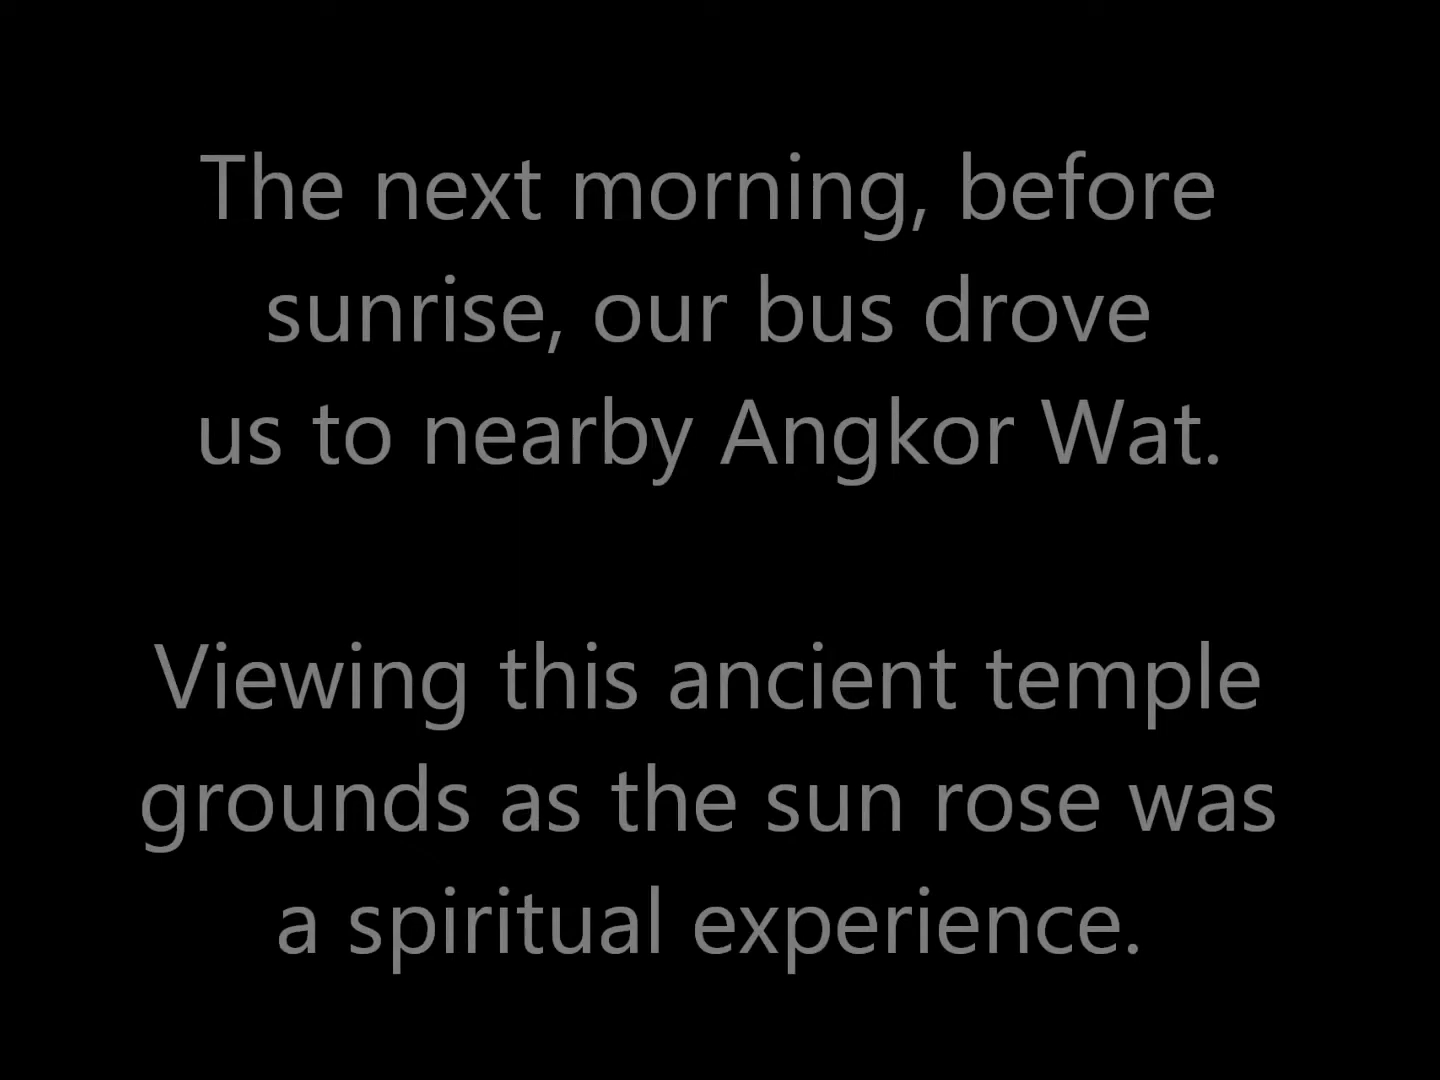 The next morning, before
sunrise, our bus drove
us to nearby Angkor Wat.
Viewing this ancient temple
grounds as the sun rose was
a spiritual experience.